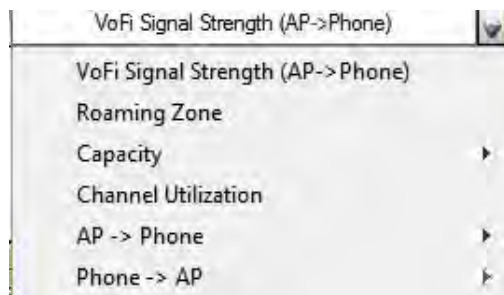 VoFi Signal Strength (AP->Phone)
VoFi Signal Strength (AP->Phone)
Roaming Zone
Capacity
Channel Utilization
AP -> Phone
Phone -> AP